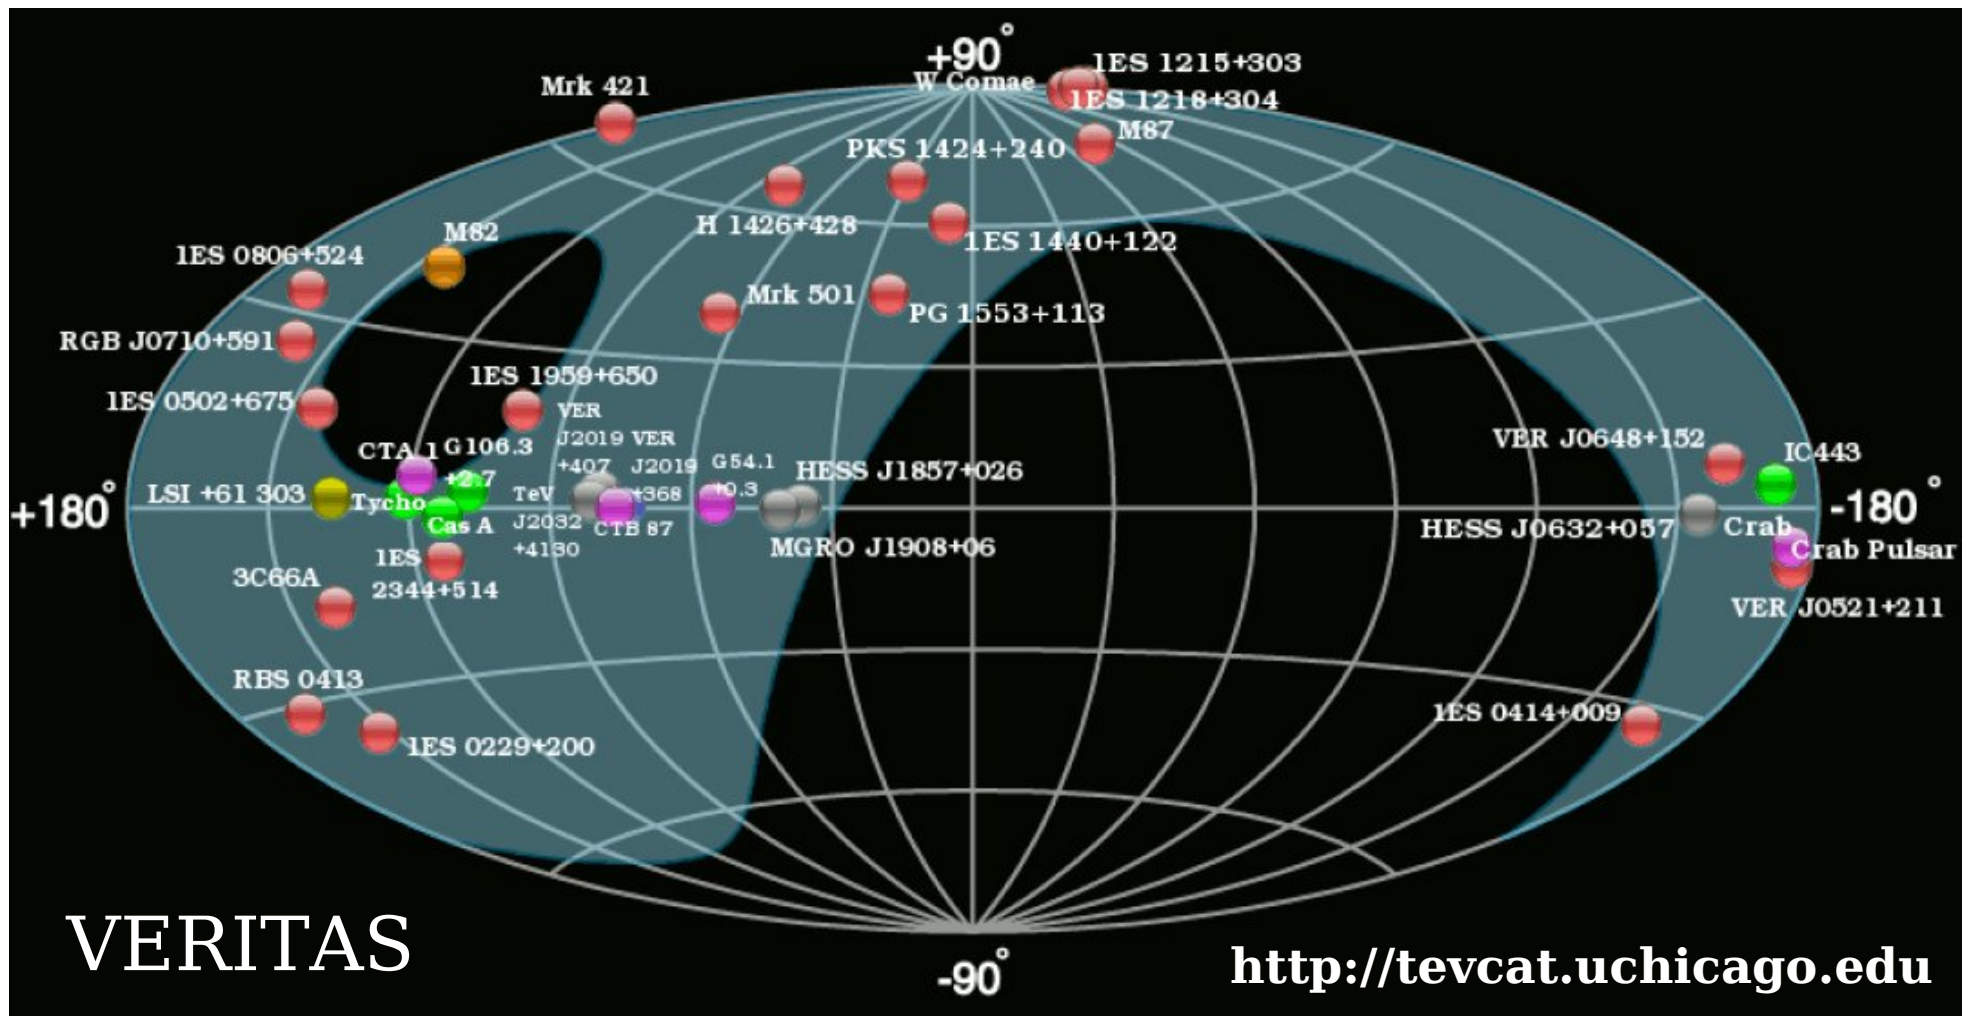 +90°
W Comae
1ES 1215+303
1ES 1218+304
Mrk 421
M87
PKS 1424+240
H 1426+428
1ES 1440+122
M82
1ES 0806+524
Mrk 501
PG 1553+113
RGB J0710+591
1ES 1959+650
1ES 0502+675
VER
J2019
+407
VER
J2019
+368
CTA 1
G106.3
+2.7
G54.1
+0.3
HESS J1857+026
VER J0648+152
IC443
LSI +61 303
Tycho
Cas A
TeV
J2032
+4130
CTB 87
+180°
-180°
MGRO J1908+06
HESS J0632+057
Crab
Crab Pulsar
1ES
2344+514
3C66A
VER J0521+211
RBS 0413
1ES 0229+200
1ES 0414+009
VERITAS
-90°
http://tevcat.uchicago.edu